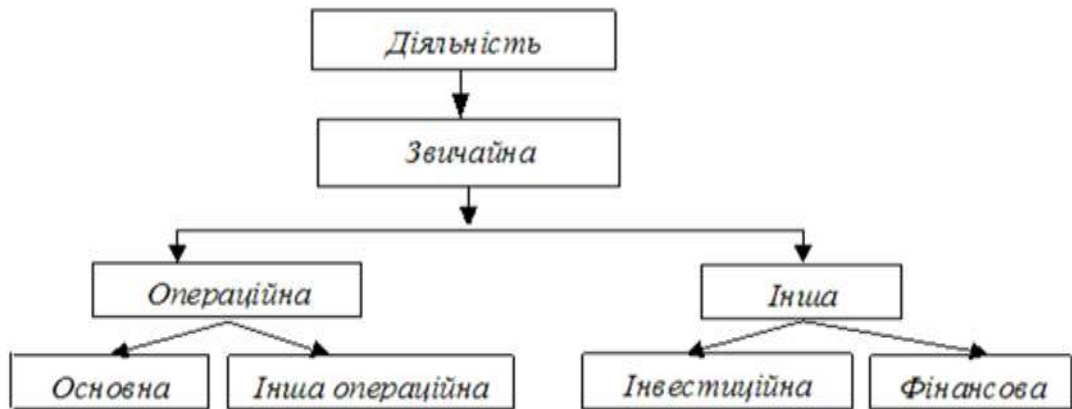 Діяльність
Звичайна
Операційна
Інша
Основна
Інша операційна
Інвестиційна
Фінансова